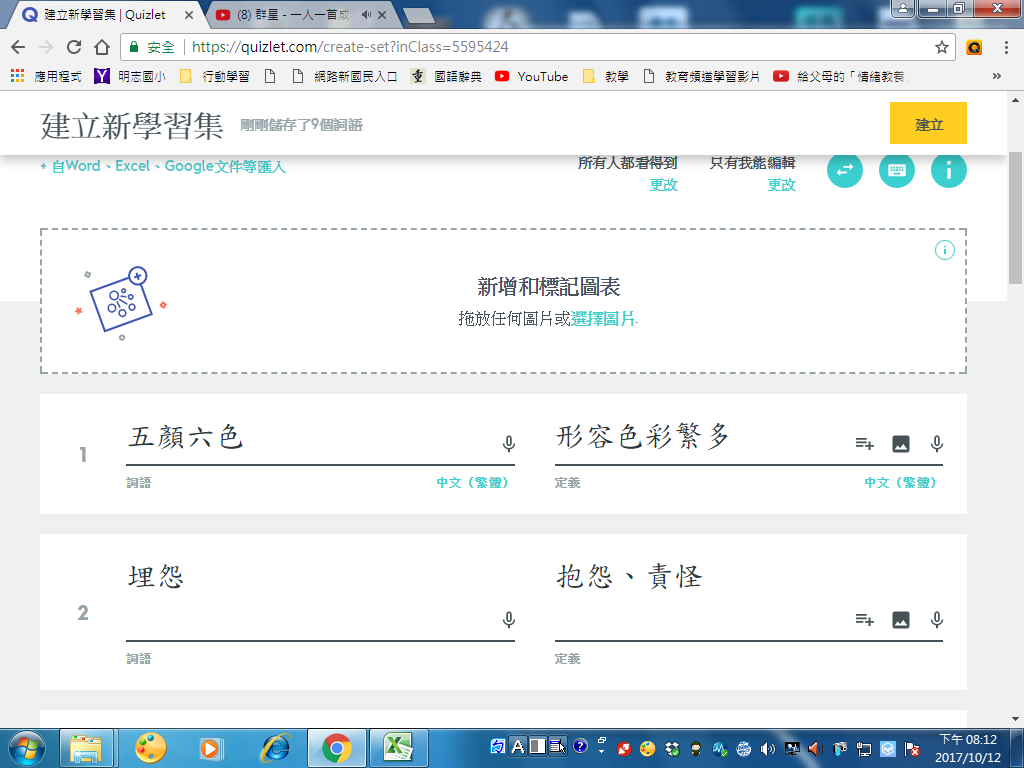 建立新學習集 | Quizlet
(8) 群星 - 一人一首成
安全 https://quizlet.com/create-set?inClass=5595424
應用程式 明志國小 行動學習 網路新國民入口 國語辭典 YouTube 教學 教育頻道學習影片 給父母的「情緒教養
建立新學習集 剛剛儲存了9個詞語 建立
+ 自Word、Excel、Google文件等匯入
所有人都看得到 只有我能編輯
更改 更改
新增和標記圖表
拖放任何圖片或選擇圖片.
1 五顏六色 形容色彩繁多
詞語 中文（繁體） 定義 中文（繁體）
2 埋怨 抱怨、責怪
詞語 定義
下午 08:12
2017/10/12